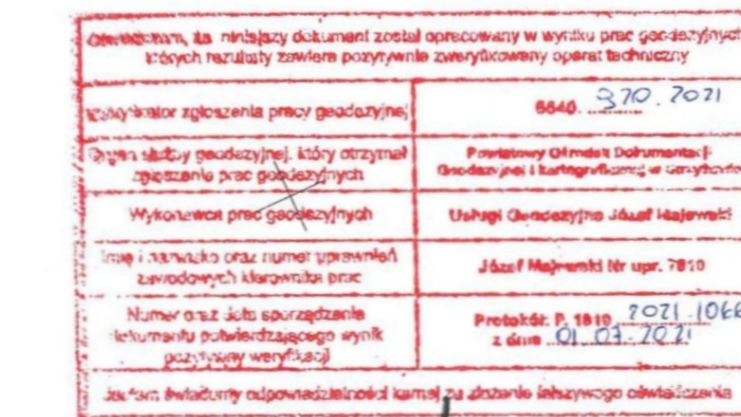 Oświadczam, że niniejszy dokument został opracowany w wyniku prac geodezyjnych
których rezultaty zawiera pozytywnie zweryfikowany operat techniczny
Identyfikator zgłoszenia pracy geodezyjnej
6640. 970.2021
Organ służby geodezyjnej, który otrzymał
zgłoszenie prac geodezyjnych
Powiatowy Ośrodek Dokumentacji
Geodezyjnej i Kartograficznej w
Wykonawca prac geodezyjnych
Usługi Geodezyjne Józef Majewski
Imię i nazwisko oraz numer uprawnień
zawodowych kierownika prac
Józef Majewski Nr upr. 7810
Numer oraz data sporządzenia
dokumentu potwierdzającego wynik
pozytywny weryfikacji
Protokół: P. 1810 2021.1066
z dnia 01.07.2021
Jestem świadomy odpowiedzialności karnej za złożenie fałszywego oświadczenia